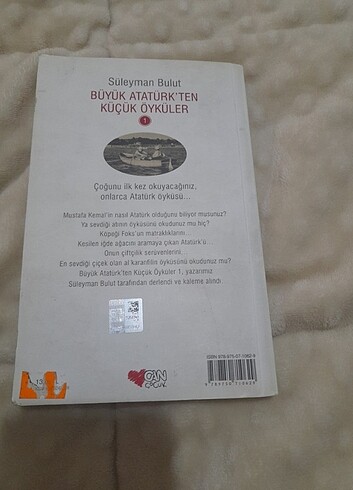 Süleyman Bulut
BÜYÜK ATATÜRK'TEN
KÜÇÜK ÖYKÜLER
1
Çoğunu ilk kez okuyacağınız,
onlarca Atatürk öyküsü...
Mustafa Kemal'in nasıl Atatürk olduğunu biliyor musunuz?
Ya sevdiği atının öyküsünü okudunuz mu hiç?
Köpeği Foks'un matraklıklarını...
Kesilen iğde ağacını aramaya çıkan Atatürk'ü...
Onun çiftçilik serüvenlerini...
En sevdiği çiçek olan al karanfilin öyküsünü okudunuz mu?
Büyük Atatürk'ten Küçük Öyküler 1, yazarımız
Süleyman Bulut tarafından derlendi ve kaleme alındı.
CAN
ÇOCUK